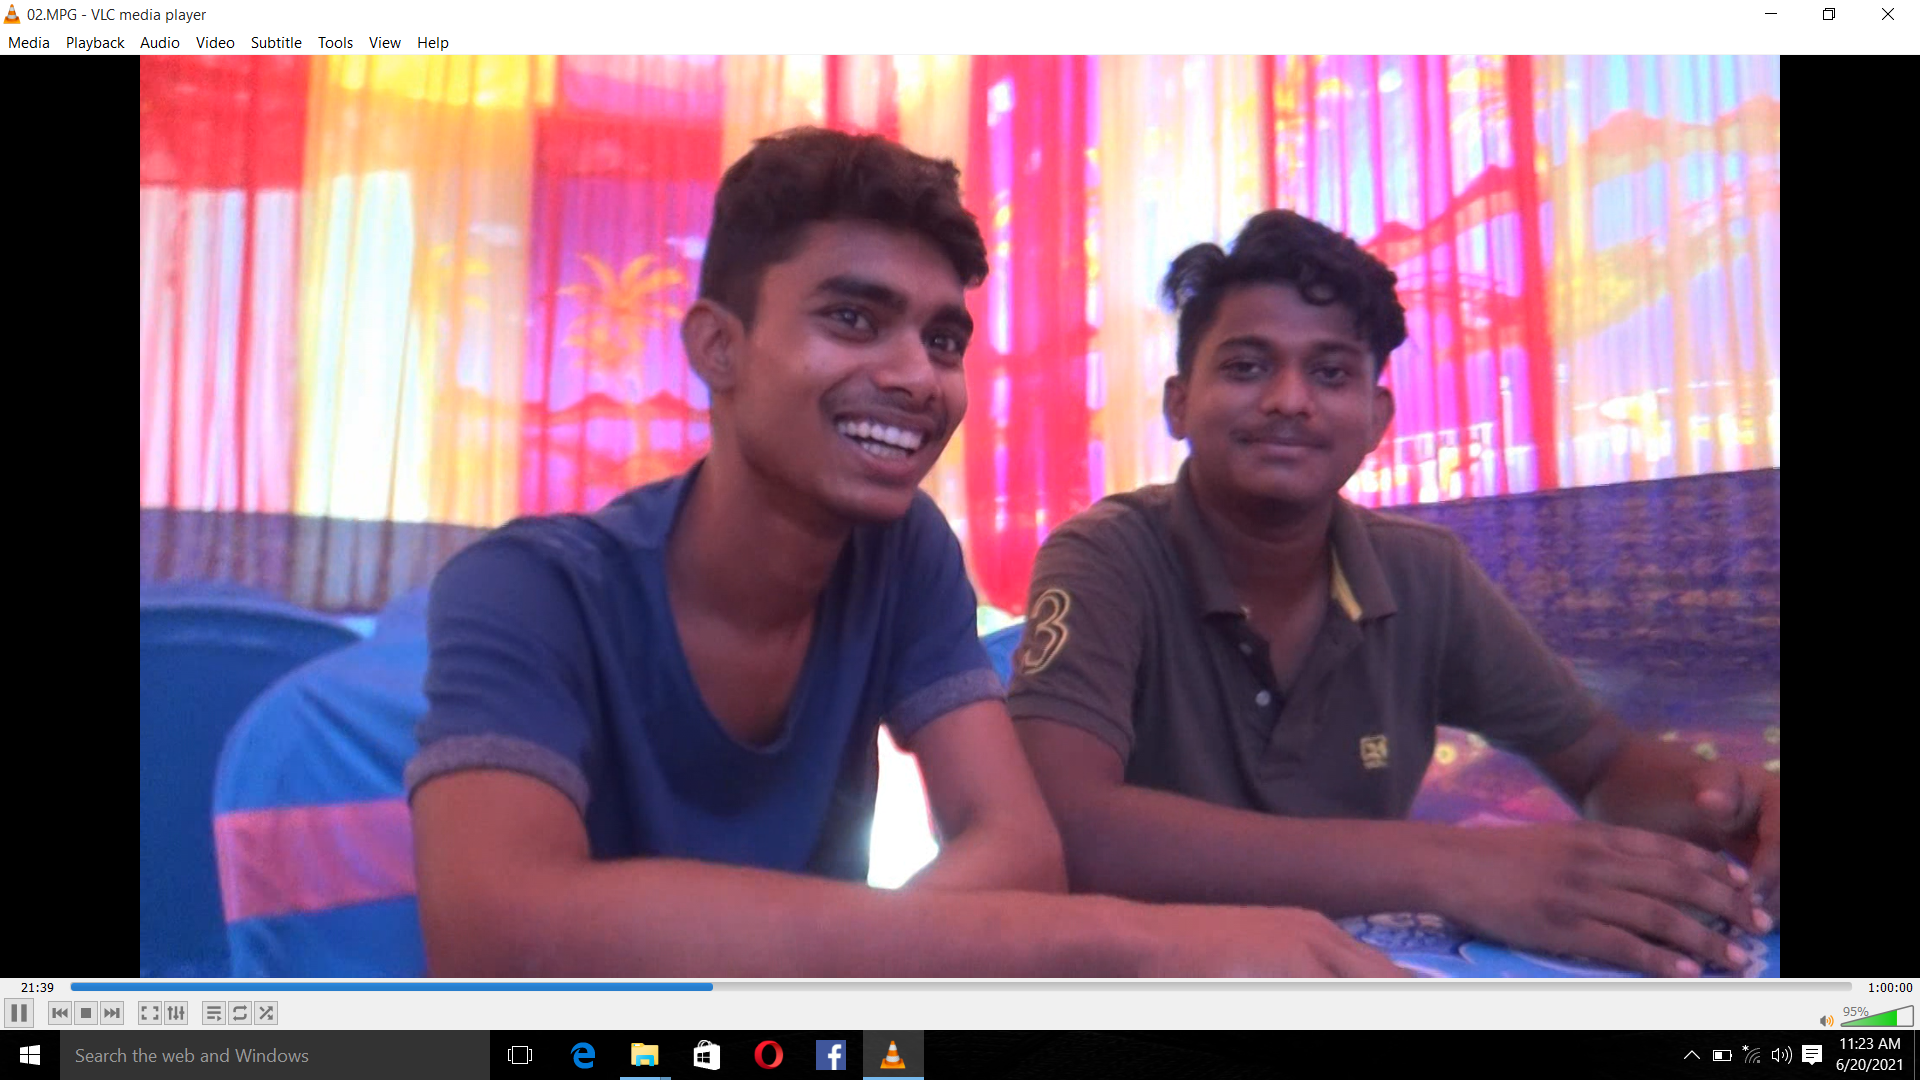 02.MPG - VLC media player
Media Playback Audio Video Subtitle Tools View Help
3
21:39
1:00:00
95%
Search the web and Windows
11:23 AM
6/20/2021